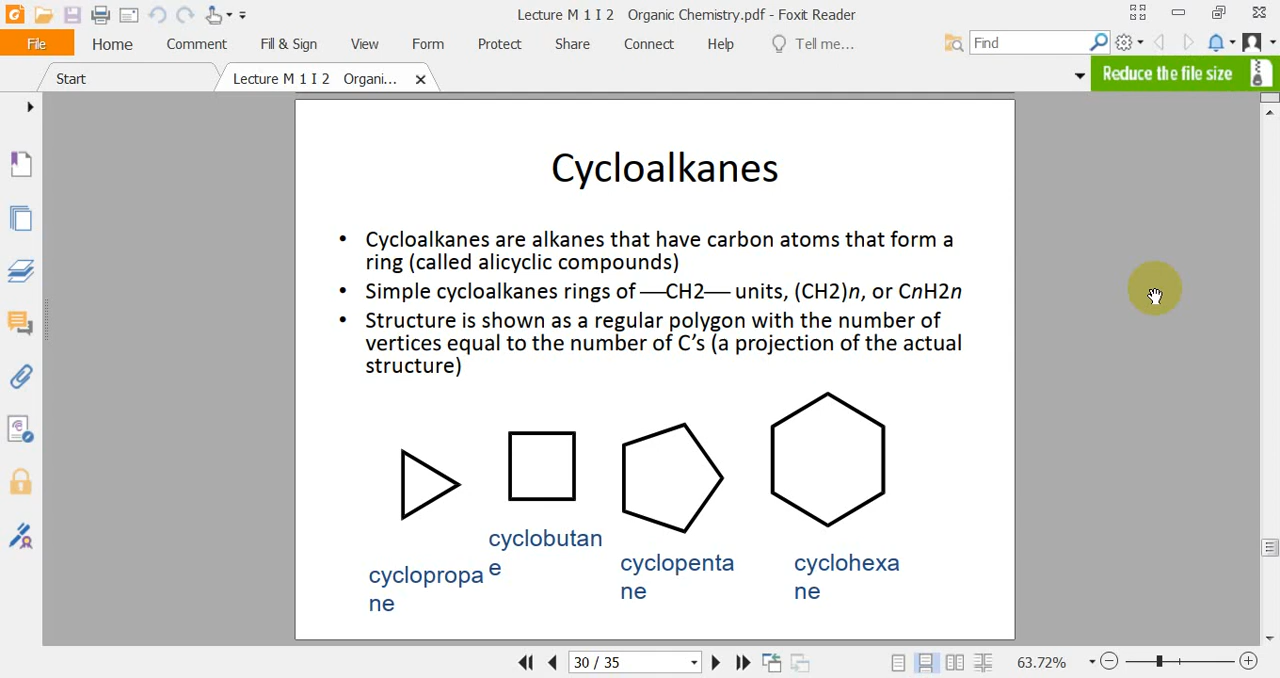 Lecture M 1 I 2   Organic Chemistry.pdf - Foxit Reader
File Home Comment Fill & Sign View Form Protect Share Connect Help Tell me... Find
Start Lecture M 1 I 2   Organi... Reduce the file size
Cycloalkanes
• Cycloalkanes are alkanes that have carbon atoms that form a
ring (called alicyclic compounds)
• Simple cycloalkanes rings of —CH2— units, (CH2)n, or CnH2n
• Structure is shown as a regular polygon with the number of
vertices equal to the number of C’s (a projection of the actual
structure)
cyclopropa
ne
cyclobutan
e
cyclopenta
ne
cyclohexa
ne
30 / 35 63.72%